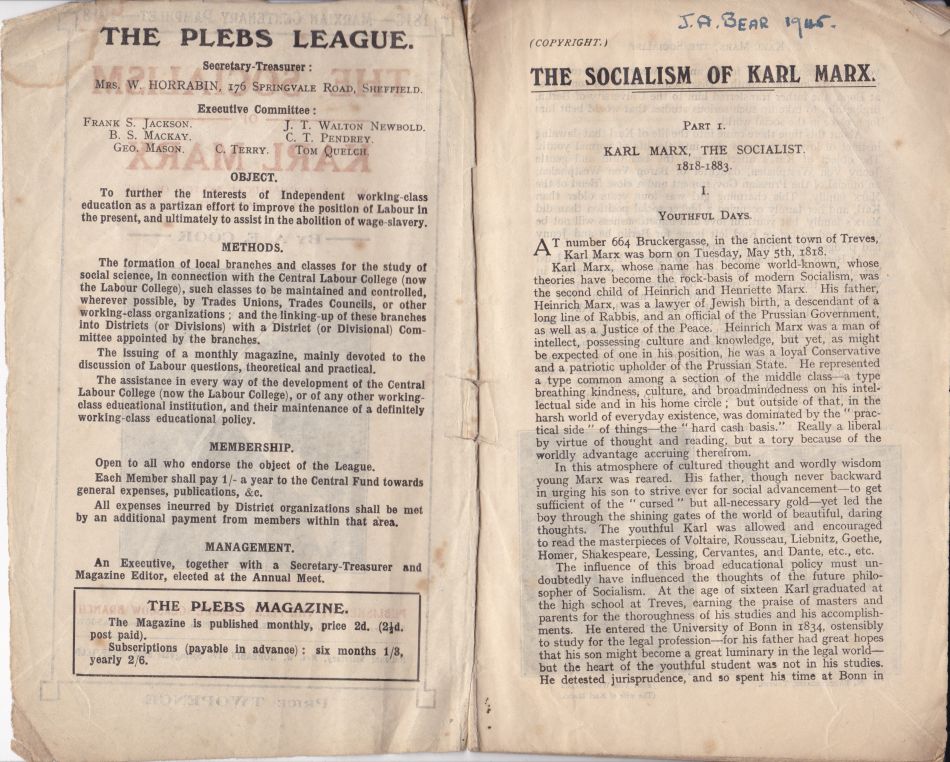 THE PLEBS LEAGUE.
Secretary-Treasurer :
MRS. W. HORRABIN, 176 SPRINGVALE ROAD, SHEFFIELD.
Executive Committee :
FRANK S. JACKSON. J. T. WALTON NEWBOLD.
B. S. MACKAY. C. T. PENDREY.
GEO. MASON. C. TERRY. TOM QUELCH.
OBJECT.
To further the interests of Independent working-class
education as a partizan effort to improve the position of Labour in
the present, and ultimately to assist in the abolition of wage-slavery.
METHODS.
The formation of local branches and classes for the study of
social science, in connection with the Central Labour College (now
the Labour College), such classes to be maintained and controlled,
wherever possible, by Trades Unions, Trades Councils, or other
working-class organizations ; and the linking-up of these branches
into Districts (or Divisions) with a District (or Divisional) Com-
mittee appointed by the branches.
The issuing of a monthly magazine, mainly devoted to the
discussion of Labour questions, theoretical and practical.
The assistance in every way of the development of the Central
Labour College (now the Labour College), or of any other working-
class educational institution, and their maintenance of a definitely
working-class educational policy.
MEMBERSHIP.
Open to all who endorse the object of the League.
Each Member shall pay 1/- a year to the Central Fund towards
general expenses, publications, &c.
All expenses incurred by District organizations shall be met
by an additional payment from members within that area.
MANAGEMENT.
An Executive, together with a Secretary-Treasurer and
Magazine Editor, elected at the Annual Meet.
THE PLEBS MAGAZINE.
The Magazine is published monthly, price 2d. (2½d.
post paid).
Subscriptions (payable in advance) : six months 1/3,
yearly 2/6.
J.A. BEAR 1945.
(COPYRIGHT.)
THE SOCIALISM OF KARL MARX.
PART I.
KARL MARX, THE SOCIALIST.
1818-1883.
I.
YOUTHFUL DAYS.
AT number 664 Bruckergasse, in the ancient town of Treves,
Karl Marx was born on Tuesday, May 5th, 1818.
Karl Marx, whose name has become world-known, whose
theories have become the rock-basis of modern Socialism, was
the second child of Heinrich and Henriette Marx. His father,
Heinrich Marx, was a lawyer of Jewish birth, a descendant of a
long line of Rabbis, and an official of the Prussian Government,
as well as a Justice of the Peace. Heinrich Marx was a man of
intellect, possessing culture and knowledge, but yet, as might
be expected of one in his position, he was a loyal Conservative
and a patriotic upholder of the Prussian State. He represented
a type common among a section of the middle class—a type
breathing kindness, culture, and broadmindedness on his intel-
lectual side and in his home circle ; but outside of that, in the
harsh world of everyday existence, was dominated by the " prac-
tical side " of things—the " hard cash basis." Really a liberal
by virtue of thought and reading, but a tory because of the
worldly advantage accruing therefrom.
In this atmosphere of cultured thought and wordly wisdom
young Marx was reared. His father, though never backward
in urging his son to strive ever for social advancement—to get
sufficient of the " cursed " but all-necessary gold—yet led the
boy through the shining gates of the world of beautiful, daring
thoughts. The youthful Karl was allowed and encouraged
to read the masterpieces of Voltaire, Rousseau, Liebnitz, Goethe,
Homer, Shakespeare, Lessing, Cervantes, and Dante, etc., etc.
The influence of this broad educational policy must un-
doubtedly have influenced the thoughts of the future philo-
sopher of Socialism. At the age of sixteen Karl graduated at
the high school at Treves, earning the praise of masters and
parents for the thoroughness of his studies and his accomplish-
ments. He entered the University of Bonn in 1834, ostensibly
to study for the legal profession—for his father had great hopes
that his son might become a great luminary in the legal world—
but the heart of the youthful student was not in his studies.
He detested jurisprudence, and so spent his time at Bonn in